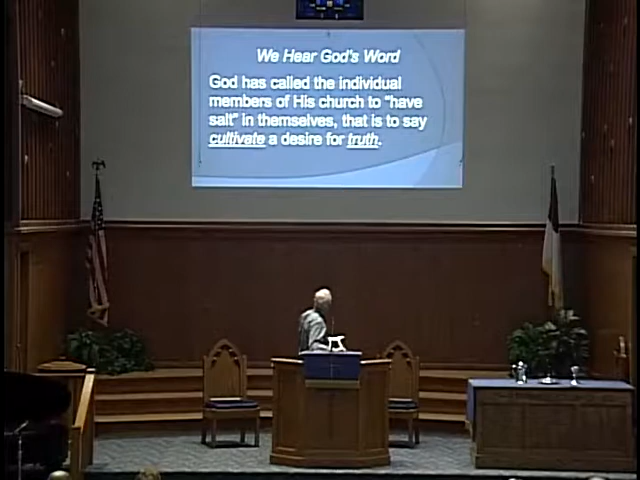 We Hear God's Word
God has called the individual
members of His church to "have
salt" in themselves, that is to say
cultivate a desire for truth.